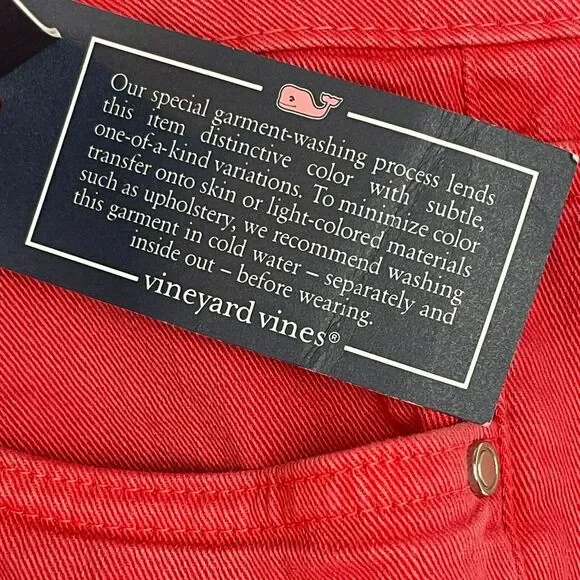 Our special garment-washing process lends
this item distinctive color with subtle,
one-of-a-kind variations. To minimize color
transfer onto skin or light-colored materials
such as upholstery, we recommend washing
this garment in cold water – separately and
inside out – before wearing.
vineyard vines®